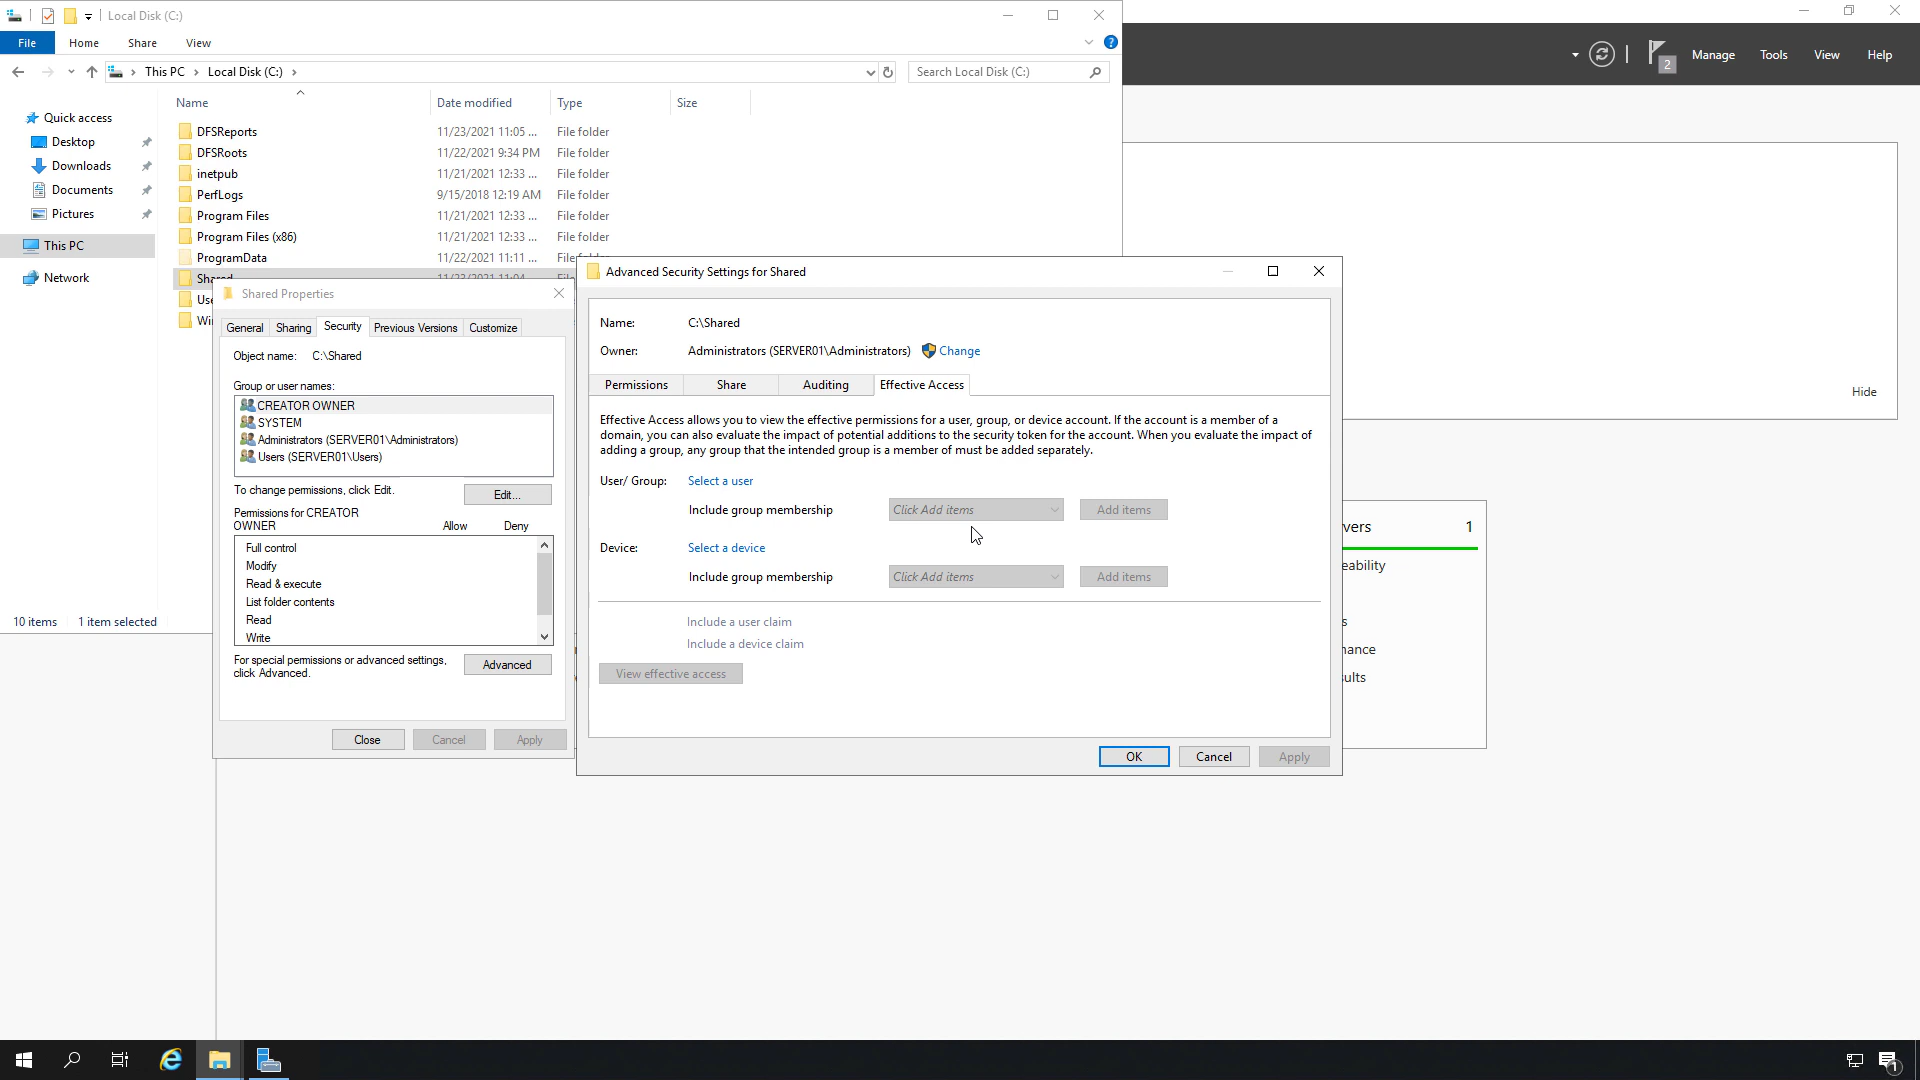 Local Disk (C:)
File
Home
Share
View
This PC
Local Disk (C:)
Search Local Disk (C:)
2
Manage
Tools
View
Help
Quick access
Desktop
Downloads
Documents
Pictures
This PC
Network
Name
Date modified
Type
Size
DFSReports
11/23/2021 11:05 ...
File folder
DFSRoots
11/22/2021 9:34 PM
File folder
inetpub
11/21/2021 12:33 ...
File folder
PerfLogs
9/15/2018 12:19 AM
File folder
Program Files
11/21/2021 12:33 ...
File folder
Program Files (x86)
11/21/2021 12:33 ...
File folder
ProgramData
11/22/2021 11:11 ...
Shared
11/23/2021 11:04
10 items
1 item selected
Shared Properties
General
Sharing
Security
Previous Versions
Customize
Object name:
C:\Shared
Group or user names:
CREATOR OWNER
SYSTEM
Administrators (SERVER01\Administrators)
Users (SERVER01\Users)
To change permissions, click Edit.
Edit...
Permissions for CREATOR
OWNER
Allow
Deny
Full control
Modify
Read & execute
List folder contents
Read
Write
For special permissions or advanced settings,
click Advanced.
Advanced
Close
Cancel
Apply
Advanced Security Settings for Shared
Name:
C:\Shared
Owner:
Administrators (SERVER01\Administrators)
Change
Permissions
Share
Auditing
Effective Access
Effective Access allows you to view the effective permissions for a user, group, or device account. If the account is a member of a
domain, you can also evaluate the impact of potential additions to the security token for the account. When you evaluate the impact of
adding a group, any group that the intended group is a member of must be added separately.
User/ Group:
Select a user
Include group membership
Click Add items
Add items
Device:
Select a device
Include group membership
Click Add items
Add items
Include a user claim
Include a device claim
View effective access
OK
Cancel
Apply
Hide
vers
1
eability
s
nance
ults
1